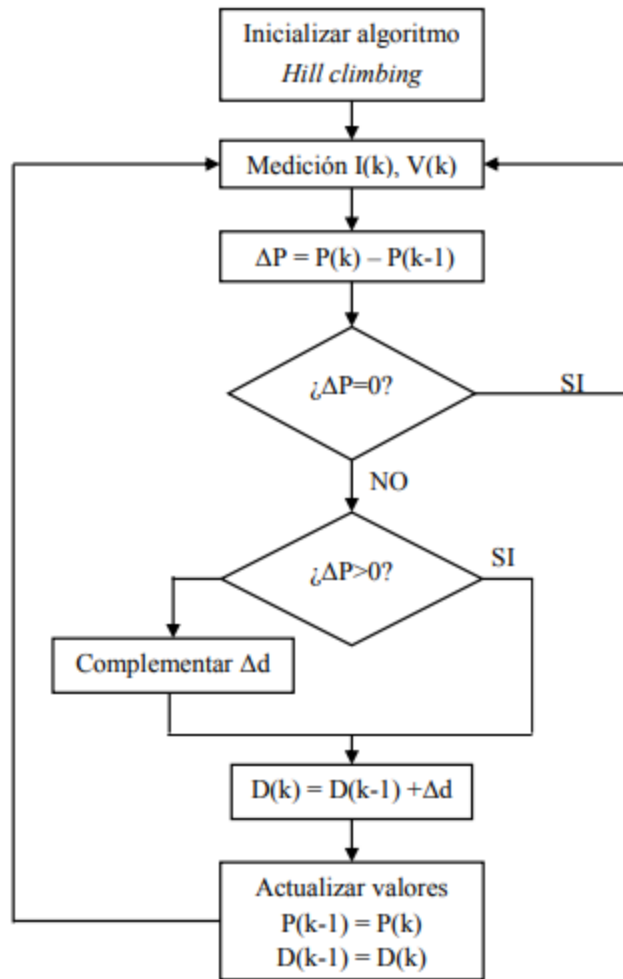 Inicializar algoritmo
Hill climbing
Medición I(k), V(k)
ΔP = P(k) – P(k-1)
¿ΔP=0?
SI
NO
¿ΔP>0?
SI
Complementar Δd
D(k) = D(k-1) +Δd
Actualizar valores
P(k-1) = P(k)
D(k-1) = D(k)